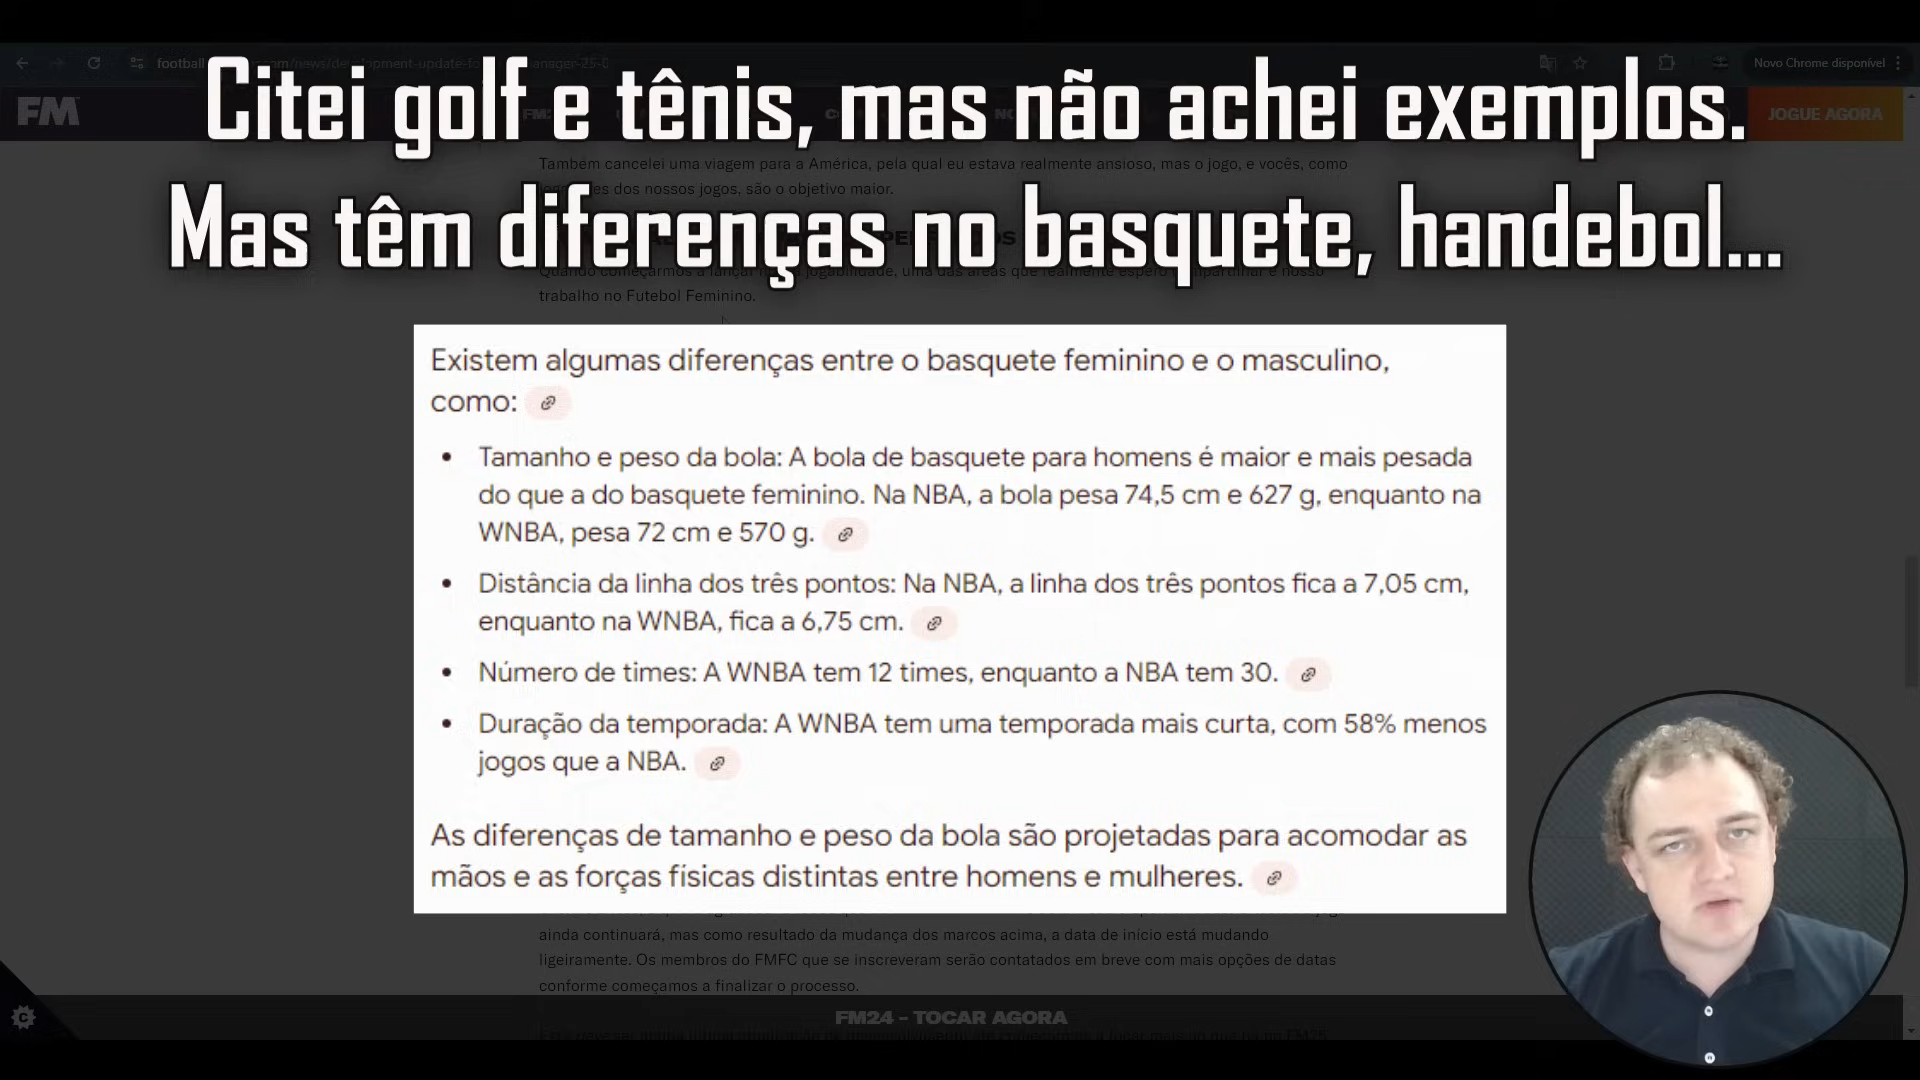 football
Novo Chrome disponível
Citei golf e tênis, mas não achei exemplos.
FM
JOGUE AGORA
Também cancelei uma viagem para a América, pela qual eu estava realmente ansioso, mas o jogo, e vocês, como
dos nossos jogos, são o objetivo maior.
Mas têm diferenças no basquete, handebol...
trabalho no Futebol Feminino.
Existem algumas diferenças entre o basquete feminino e o masculino,
como:
• Tamanho e peso da bola: A bola de basquete para homens é maior e mais pesada
do que a do basquete feminino. Na NBA, a bola pesa 74,5 cm e 627 g, enquanto na
WNBA, pesa 72 cm e 570 g.
• Distância da linha dos três pontos: Na NBA, a linha dos três pontos fica a 7,05 cm,
enquanto na WNBA, fica a 6,75 cm.
• Número de times: A WNBA tem 12 times, enquanto a NBA tem 30.
• Duração da temporada: A WNBA tem uma temporada mais curta, com 58% menos
jogos que a NBA.
As diferenças de tamanho e peso da bola são projetadas para acomodar as
mãos e as forças físicas distintas entre homens e mulheres.
ainda continuará, mas como resultado da mudança dos marcos acima, a data de início está mudando
ligeiramente. Os membros do FMFC que se inscreveram serão contatados em breve com mais opções de datas
conforme começamos a finalizar o processo.
FM24 - TOCAR AGORA